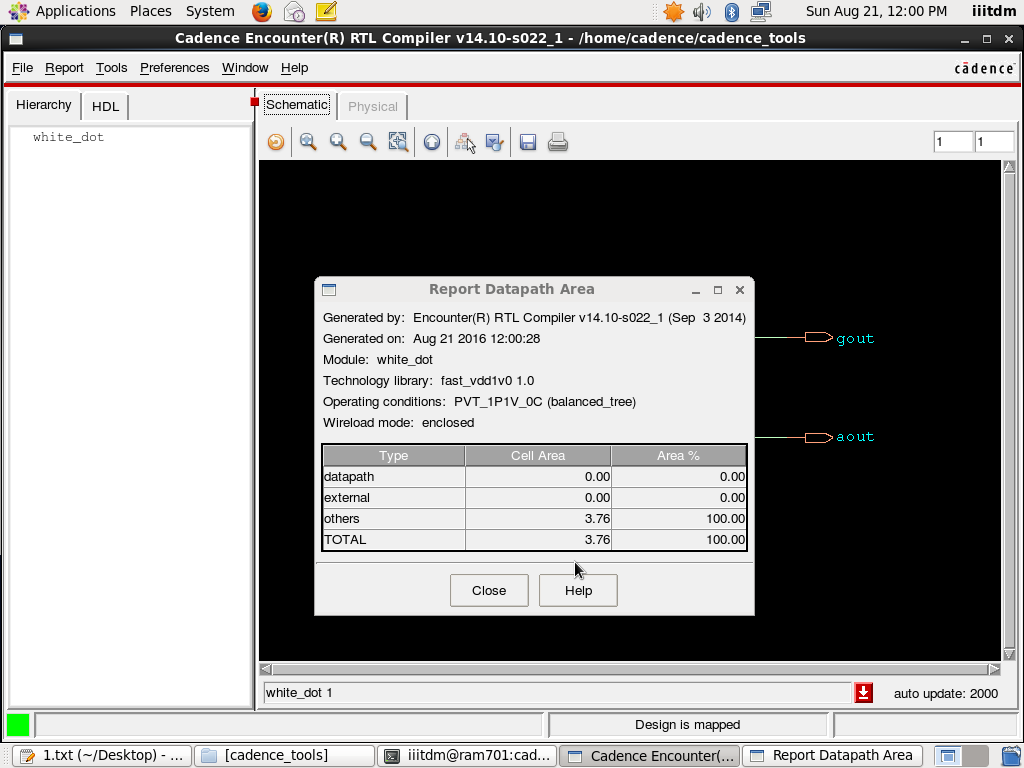 Applications Places System Sun Aug 21, 12:00 PM iiitdm
Cadence Encounter(R) RTL Compiler v14.10-s022_1 - /home/cadence/cadence_tools
File Report Tools Preferences Window Help cādence
Hierarchy HDL Schematic Physical
white_dot
1 1
Report Datapath Area
Generated by: Encounter(R) RTL Compiler v14.10-s022_1 (Sep 3 2014)
Generated on: Aug 21 2016 12:00:28
Module: white_dot
Technology library: fast_vdd1v0 1.0
Operating conditions: PVT_1P1V_0C (balanced_tree)
Wireload mode: enclosed
Type Cell Area Area %
datapath 0.00 0.00
external 0.00 0.00
others 3.76 100.00
TOTAL 3.76 100.00
Close Help
gout
aout
white_dot 1 auto update: 2000
Design is mapped
1.txt (~/Desktop) - ... [cadence_tools] iiitdm@ram701:cad... Cadence Encounter(... Report Datapath Area